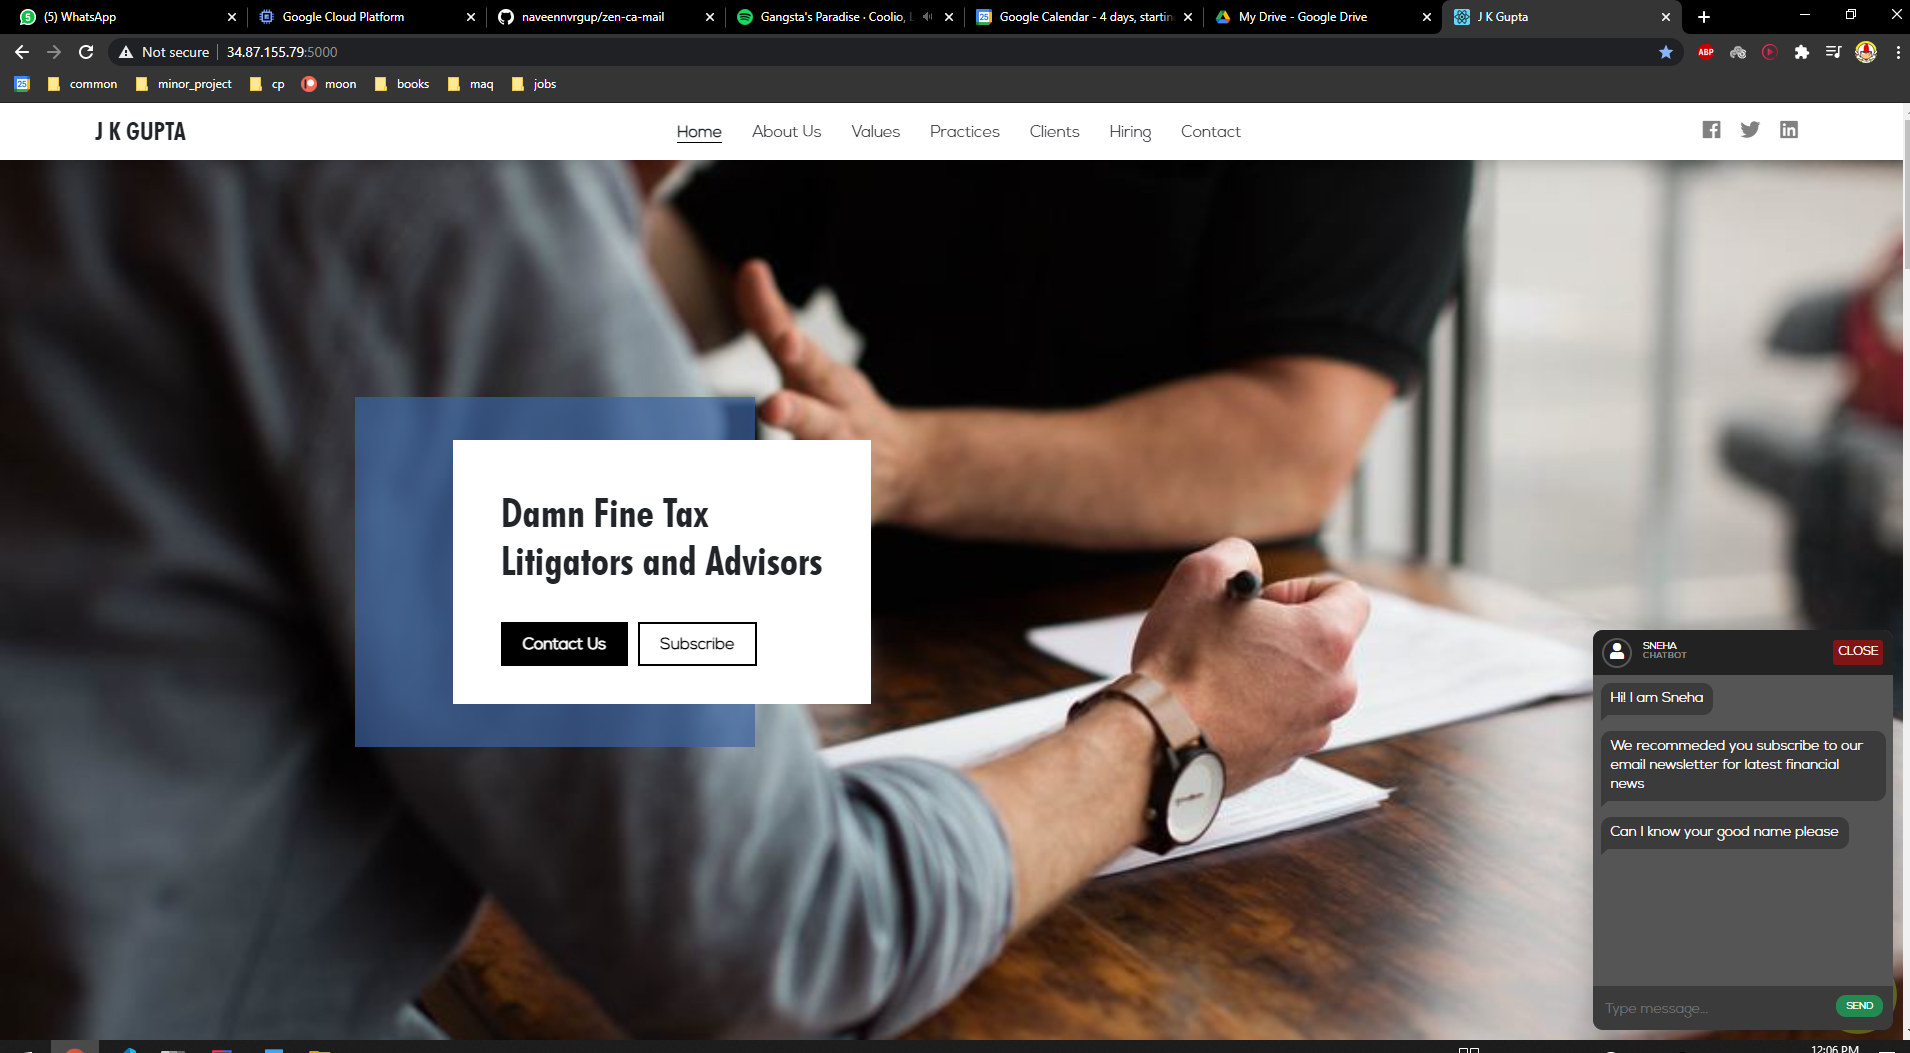 (5) WhatsApp
Google Cloud Platform
naveennvrgup/zen-ca-mail
Gangsta's Paradise · Coolio, L
Google Calendar - 4 days, startin
My Drive - Google Drive
J K Gupta
Not secure
34.87.155.79:5000
ABP
25
common
minor_project
cp
moon
books
maq
jobs
J K GUPTA
Home
About Us
Values
Practices
Clients
Hiring
Contact
Damn Fine Tax
Litigators and Advisors
Contact Us
Subscribe
SNEHA
CHATBOT
CLOSE
Hi! I am Sneha
We recommeded you subscribe to our
email newsletter for latest financial
news
Can I know your good name please
Type message...
SEND
12:06 PM